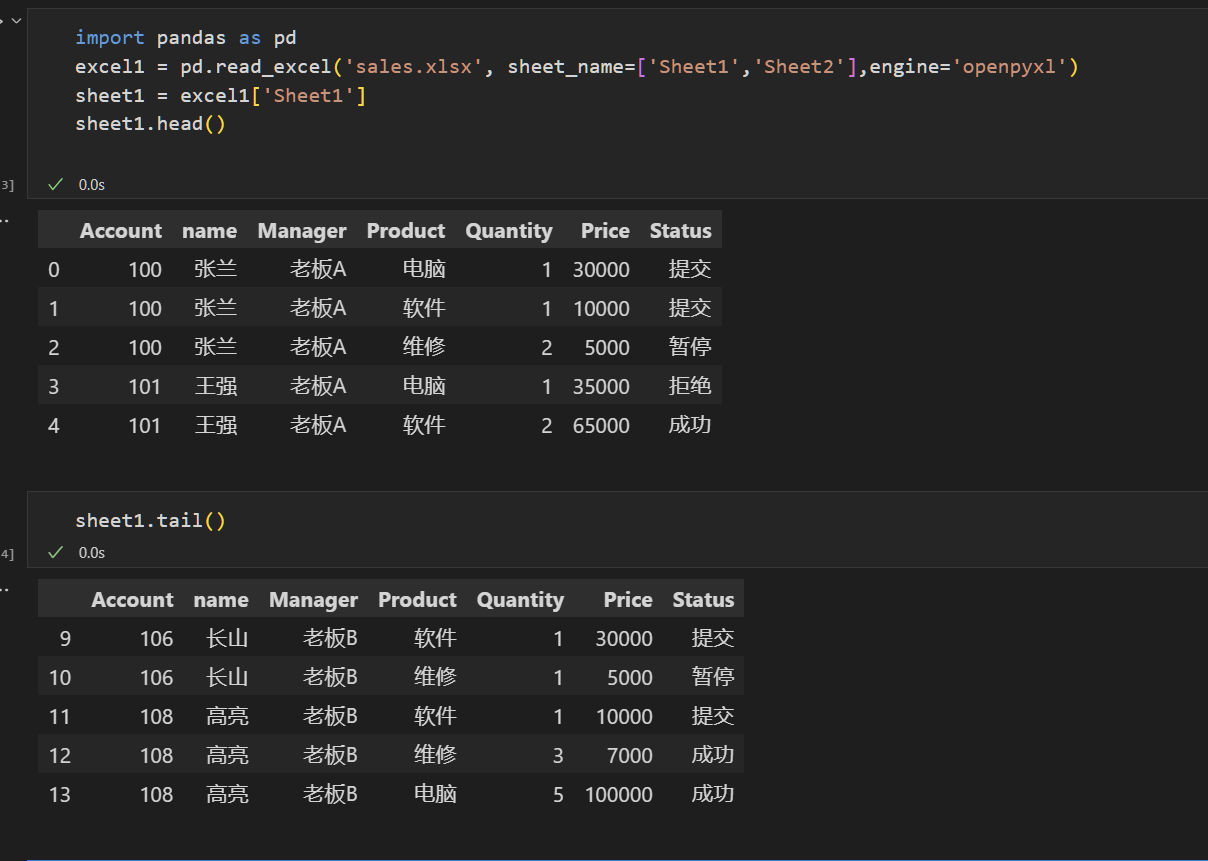 import pandas as pd
excel1 = pd.read_excel('sales.xlsx', sheet_name=['Sheet1','Sheet2'],engine='openpyxl')
sheet1 = excel1['Sheet1']
sheet1.head()
3] 0.0s
Account name Manager Product Quantity Price Status
0 100 张兰 老板A 电脑 1 30000 提交
1 100 张兰 老板A 软件 1 10000 提交
2 100 张兰 老板A 维修 2 5000 暂停
3 101 王强 老板A 电脑 1 35000 拒绝
4 101 王强 老板A 软件 2 65000 成功
sheet1.tail()
4] 0.0s
Account name Manager Product Quantity Price Status
9 106 长山 老板B 软件 1 30000 提交
10 106 长山 老板B 维修 1 5000 暂停
11 108 高亮 老板B 软件 1 10000 提交
12 108 高亮 老板B 维修 3 7000 成功
13 108 高亮 老板B 电脑 5 100000 成功